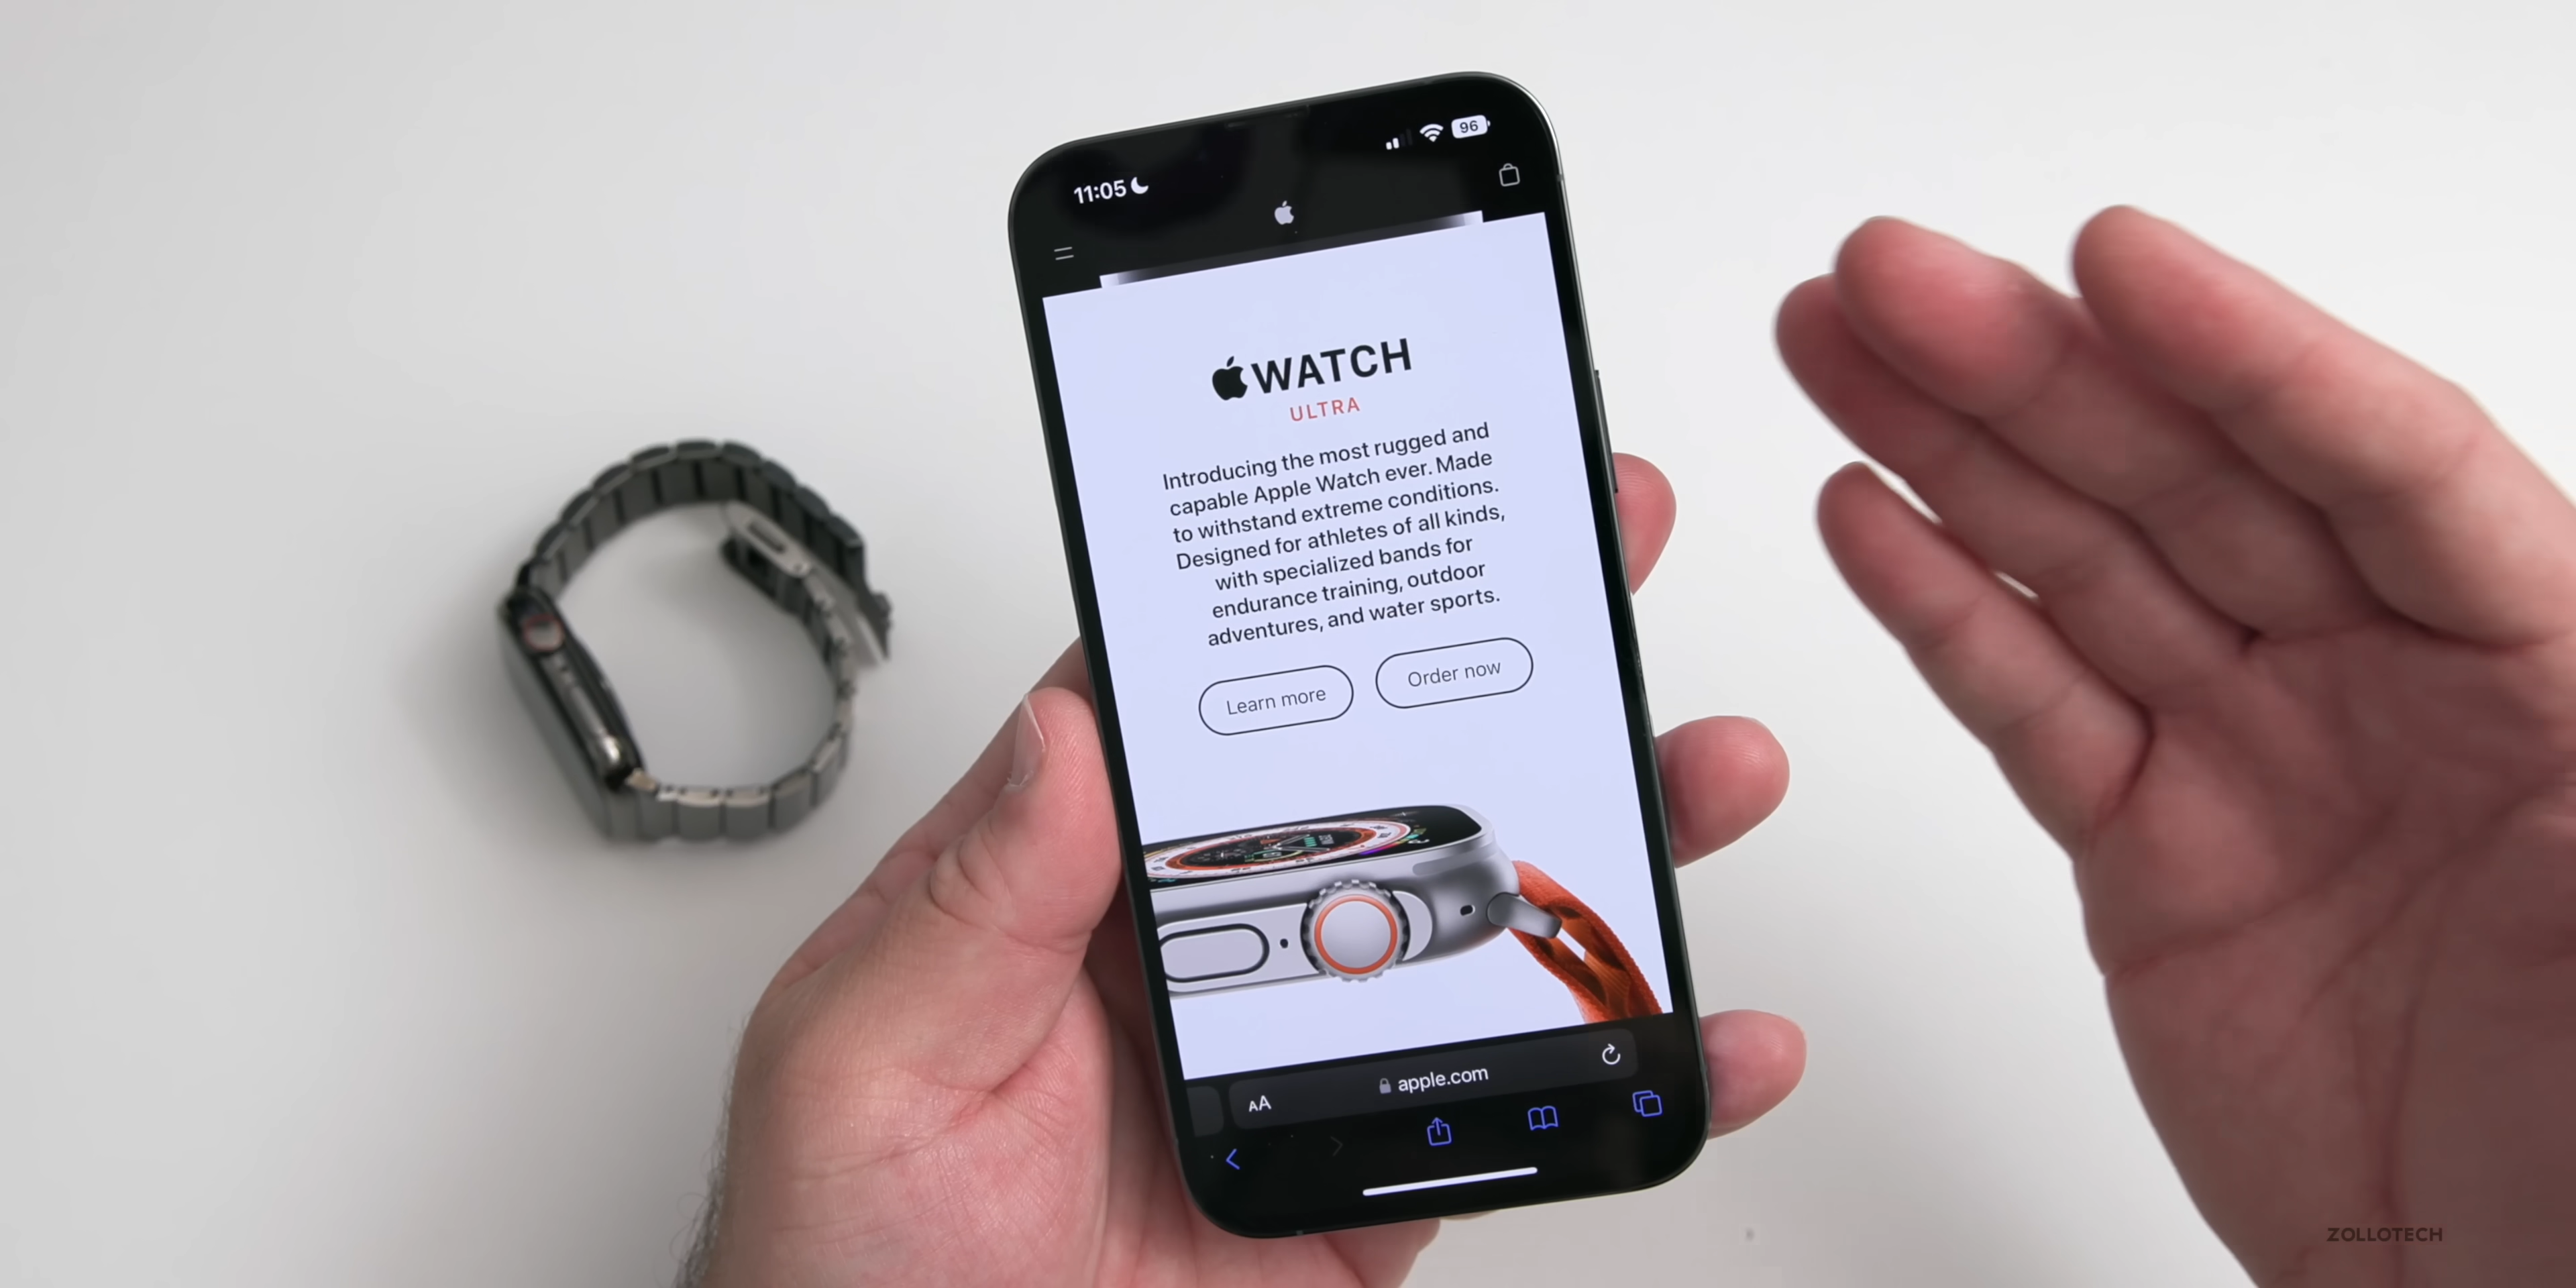 11:05
96
WATCH
ULTRA
Introducing the most rugged and
capable Apple Watch ever. Made
to withstand extreme conditions.
Designed for athletes of all kinds,
with specialized bands for
endurance training, outdoor
adventures, and water sports.
Learn more
Order now
AA
apple.com
ZOLLOTECH